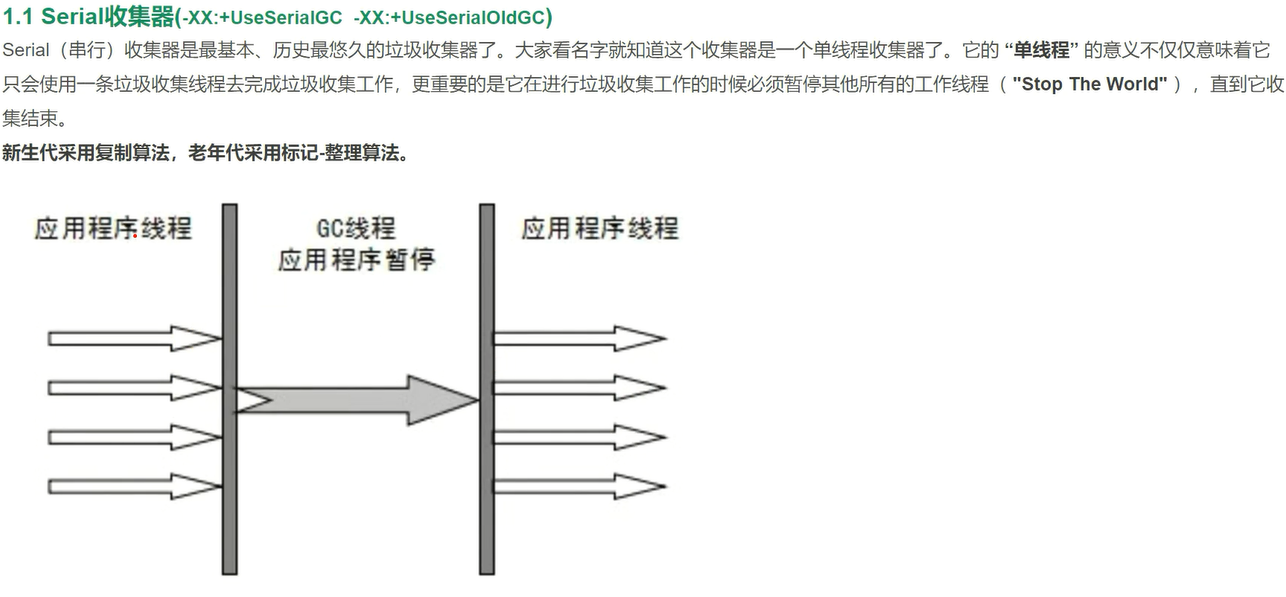 1.1 Serial收集器(-XX:+UseSerialGC  -XX:+UseSerialOldGC)
Serial（串行）收集器是最基本、历史最悠久的垃圾收集器了。大家看名字就知道这个收集器是一个单线程收集器了。它的 “单线程” 的意义不仅仅意味着它
只会使用一条垃圾收集线程去完成垃圾收集工作，更重要的是它在进行垃圾收集工作的时候必须暂停其他所有的工作线程（ "Stop The World" ），直到它收
集结束。
新生代采用复制算法，老年代采用标记-整理算法。
应用程序线程
GC线程
应用程序暂停
应用程序线程